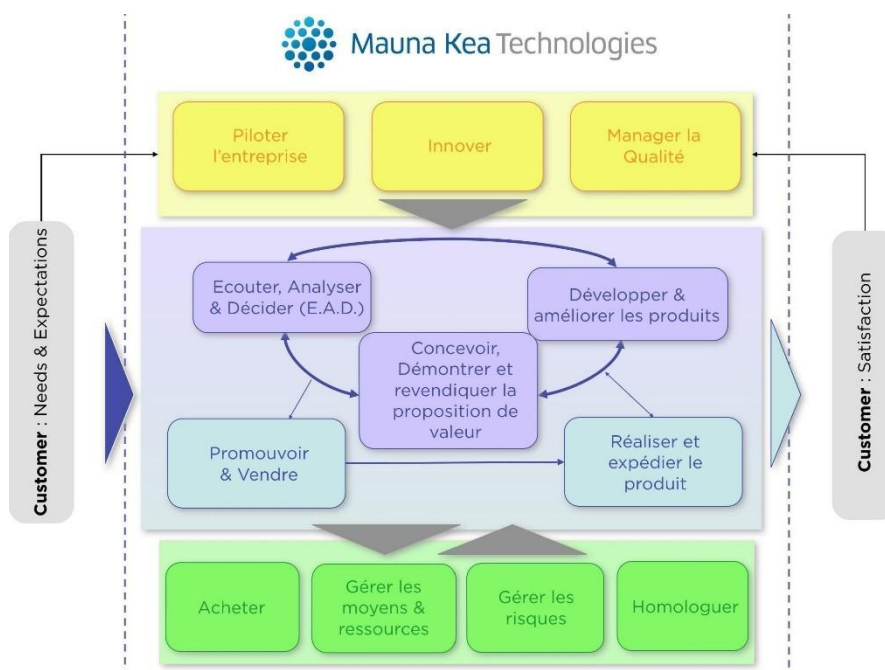 Mauna Kea Technologies
Piloter
l'entreprise
Innover
Manager la
Qualité
Customer : Needs & Expectations
Ecouter, Analyser
& Décider (E.A.D.)
Développer &
améliorer les produits
Concevoir,
Démontrer et
revendiquer la
proposition de
valeur
Promouvoir
& Vendre
Réaliser et
expédier le
produit
Customer : Satisfaction
Acheter
Gérer les
moyens &
ressources
Gérer les
risques
Homologuer